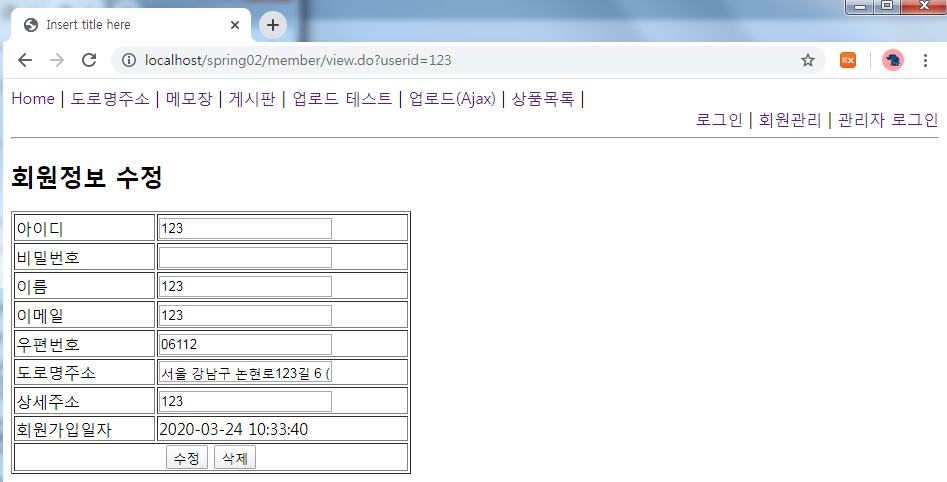 Insert title here
localhost/spring02/member/view.do?userid=123
EX
Home | 도로명주소 | 메모장 | 게시판 | 업로드 테스트 | 업로드(Ajax) | 상품목록 |
로그인 | 회원관리 | 관리자 로그인
회원정보 수정
아이디 123
비밀번호
이름 123
이메일 123
우편번호 06112
도로명주소 서울 강남구 논현로123길 6 (
상세주소 123
회원가입일자 2020-03-24 10:33:40
수정 삭제